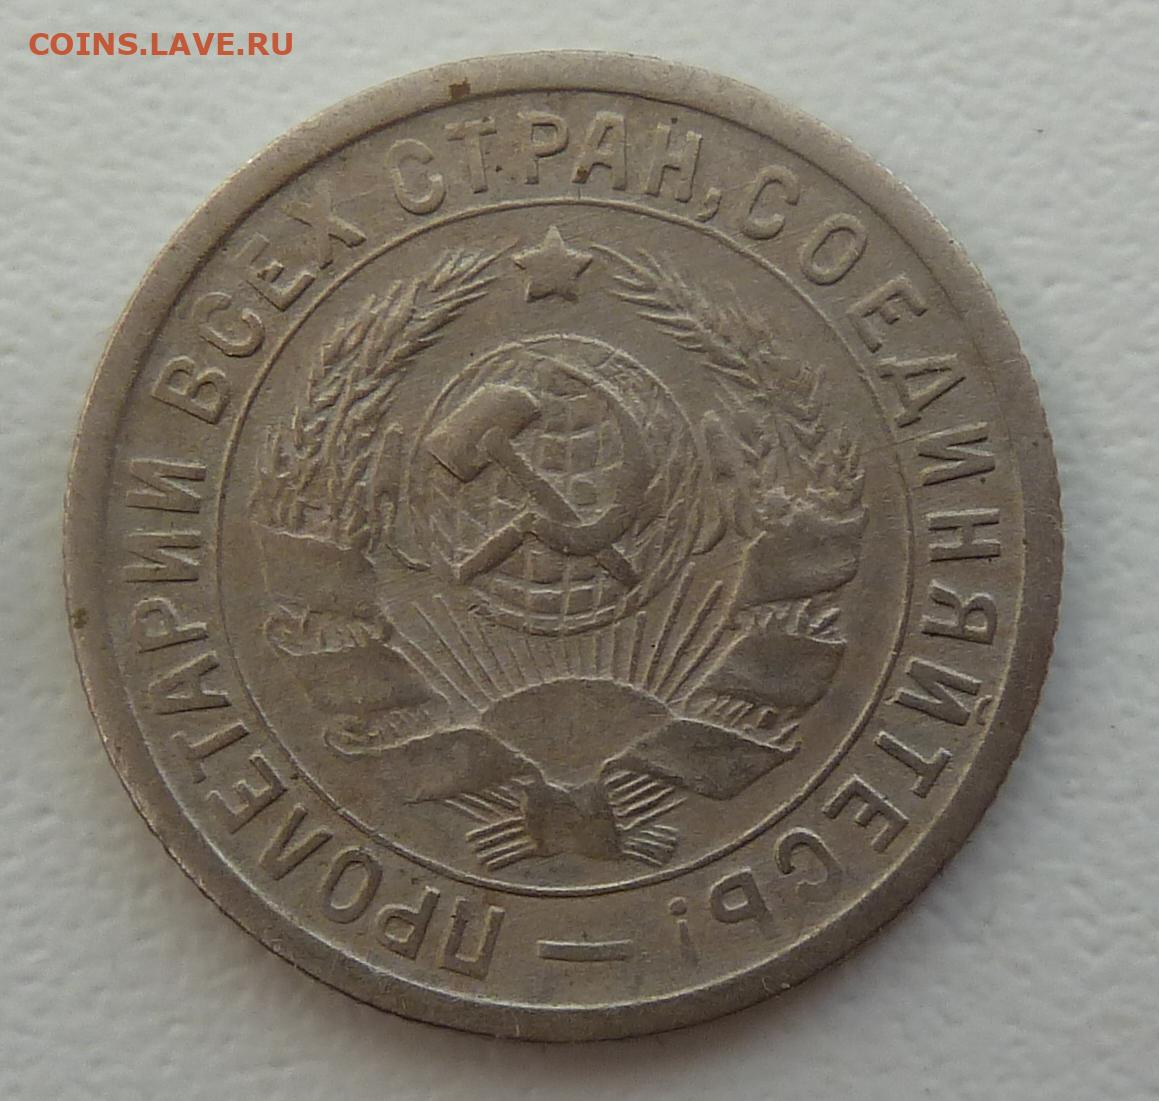 COINS.LAVE.RU
ПРОЛЕТАРИИ ВСЕХ СТРАН, СОЕДИНЯЙТЕСЬ! —